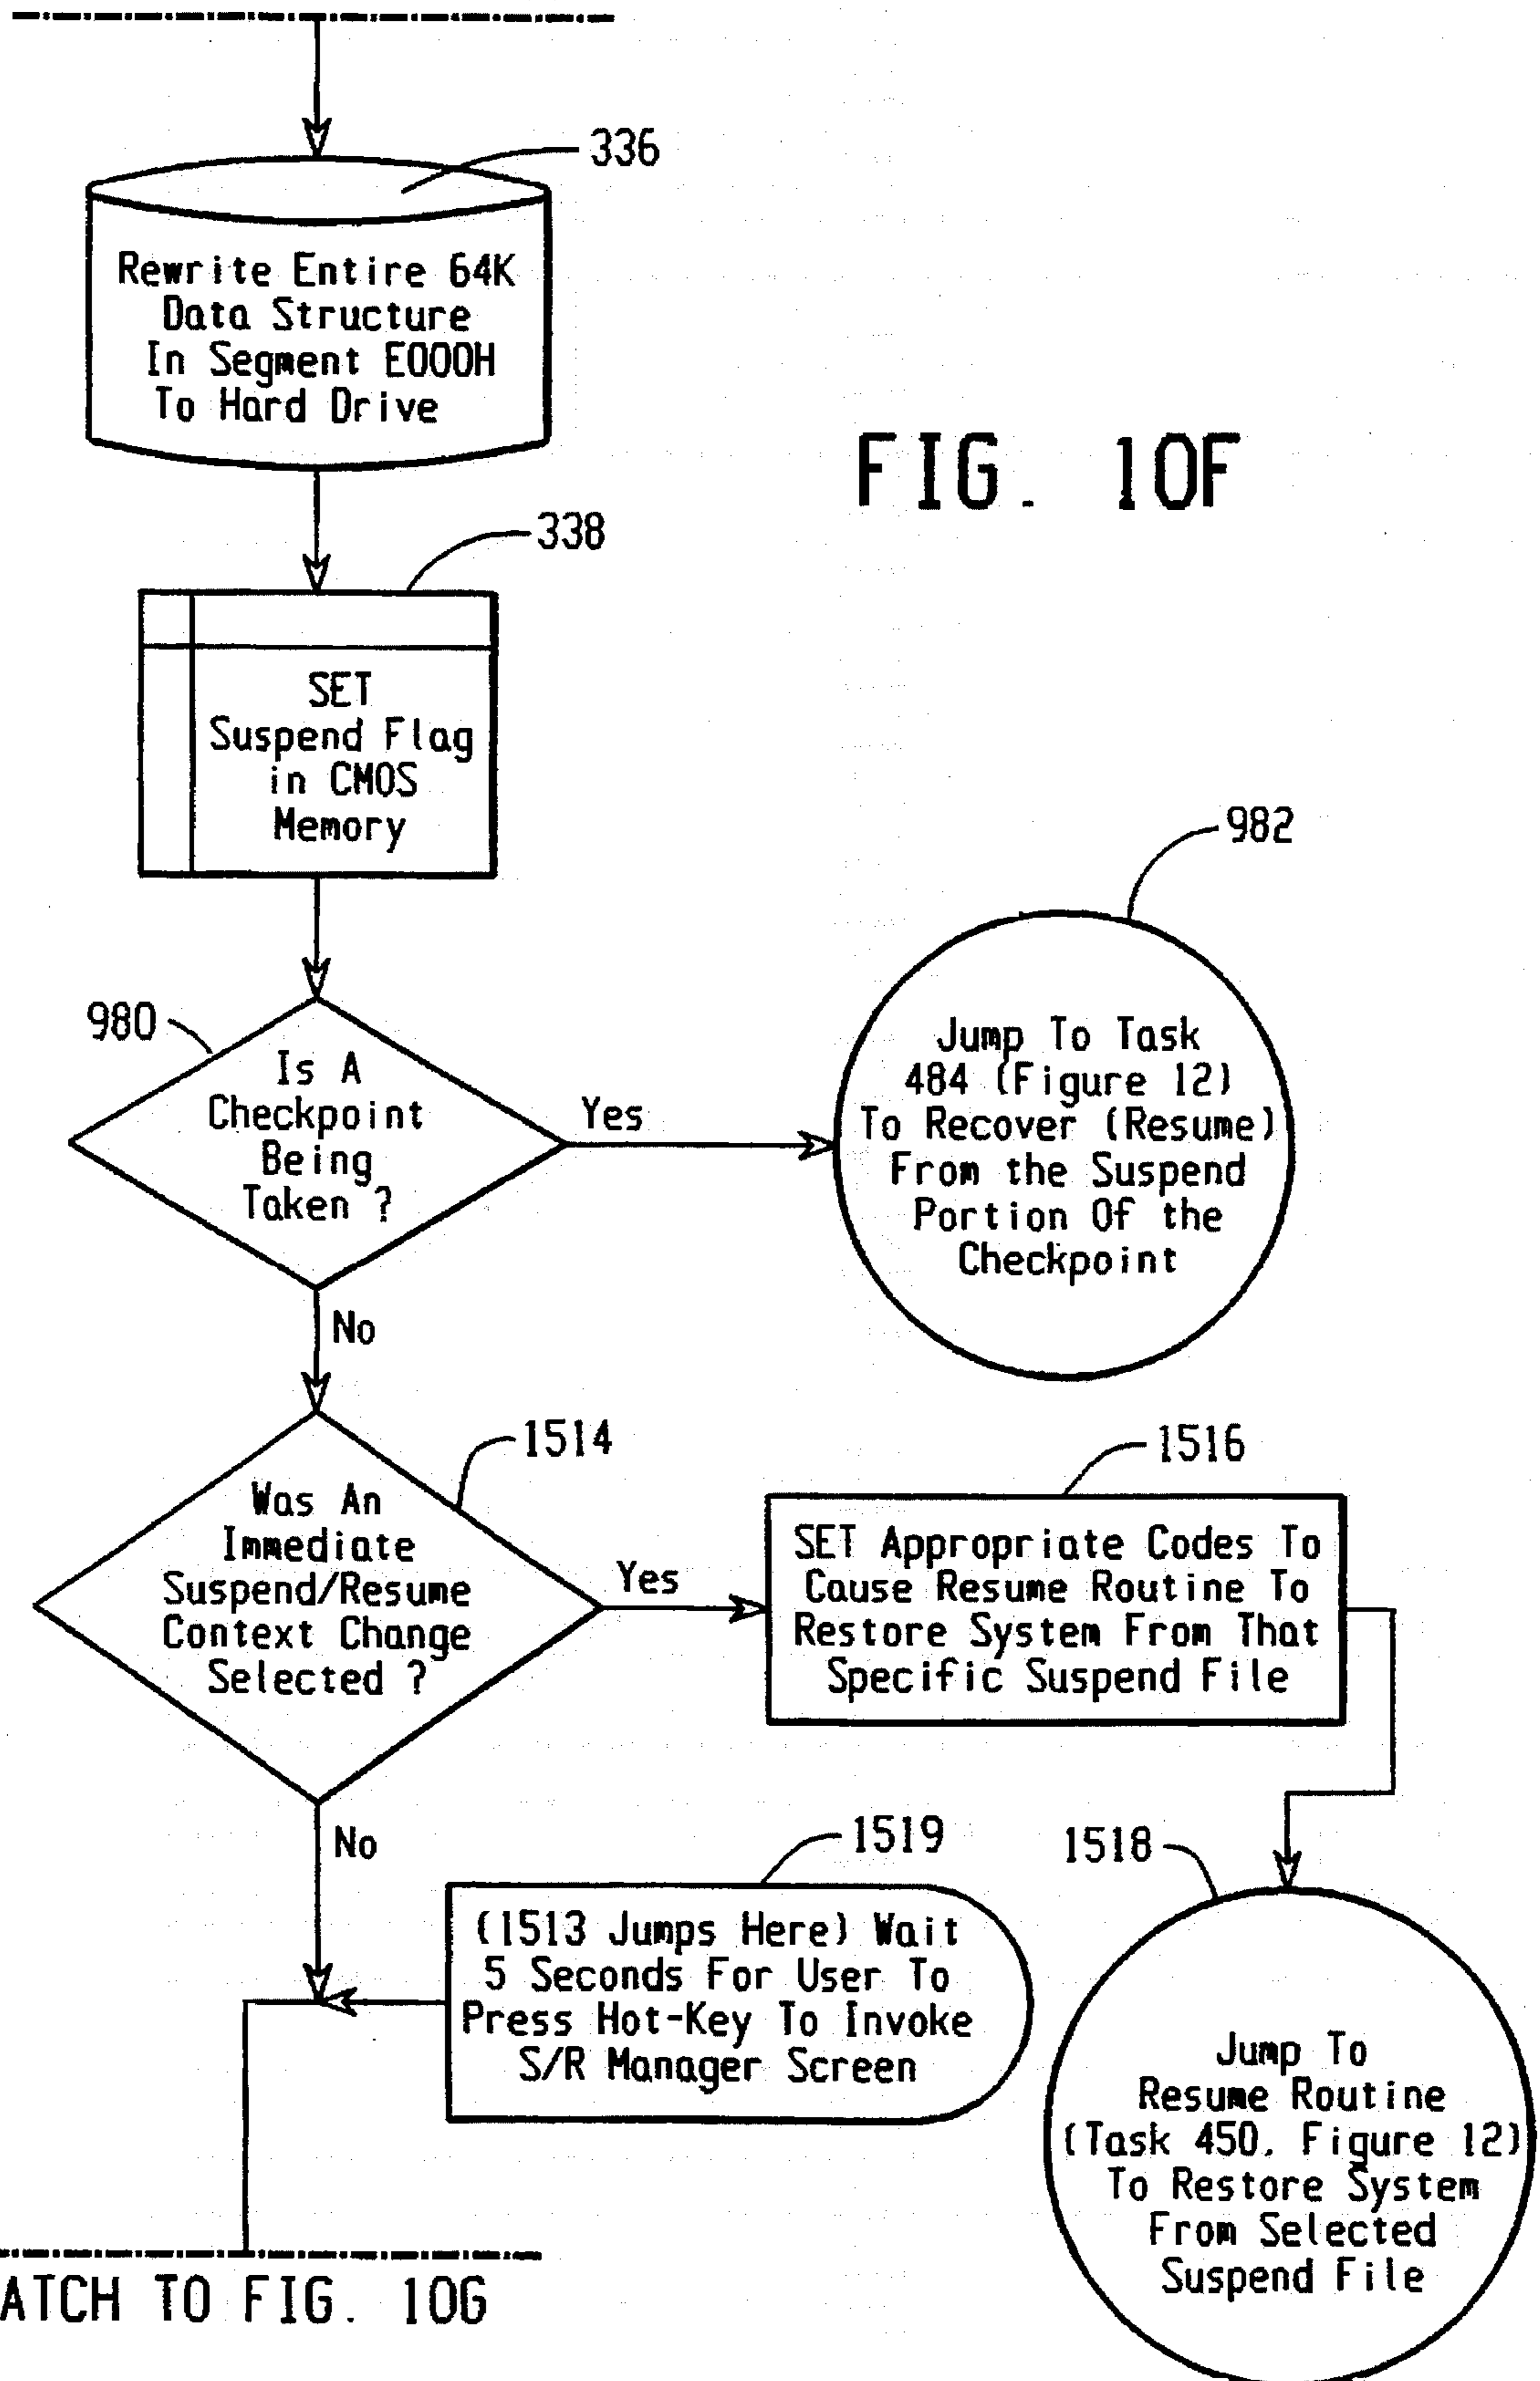 336
Rewrite Entire 64K
Data Structure
In Segment E000H
To Hard Drive
FIG. 10F
338
SET
Suspend Flag
in CMOS
Memory
982
980
Is A
Checkpoint
Being
Taken ?
Yes
Jump To Task
484 (Figure 12)
To Recover (Resume)
From the Suspend
Portion Of the
Checkpoint
No
1514
Was An
Immediate
Suspend/Resume
Context Change
Selected ?
Yes
1516
SET Appropriate Codes To
Cause Resume Routine To
Restore System From That
Specific Suspend File
No
1519
(1513 Jumps Here) Wait
5 Seconds For User To
Press Hot-Key To Invoke
S/R Manager Screen
1518
Jump To
Resume Routine
(Task 450, Figure 12)
To Restore System
From Selected
Suspend File
ATCH TO FIG. 10G